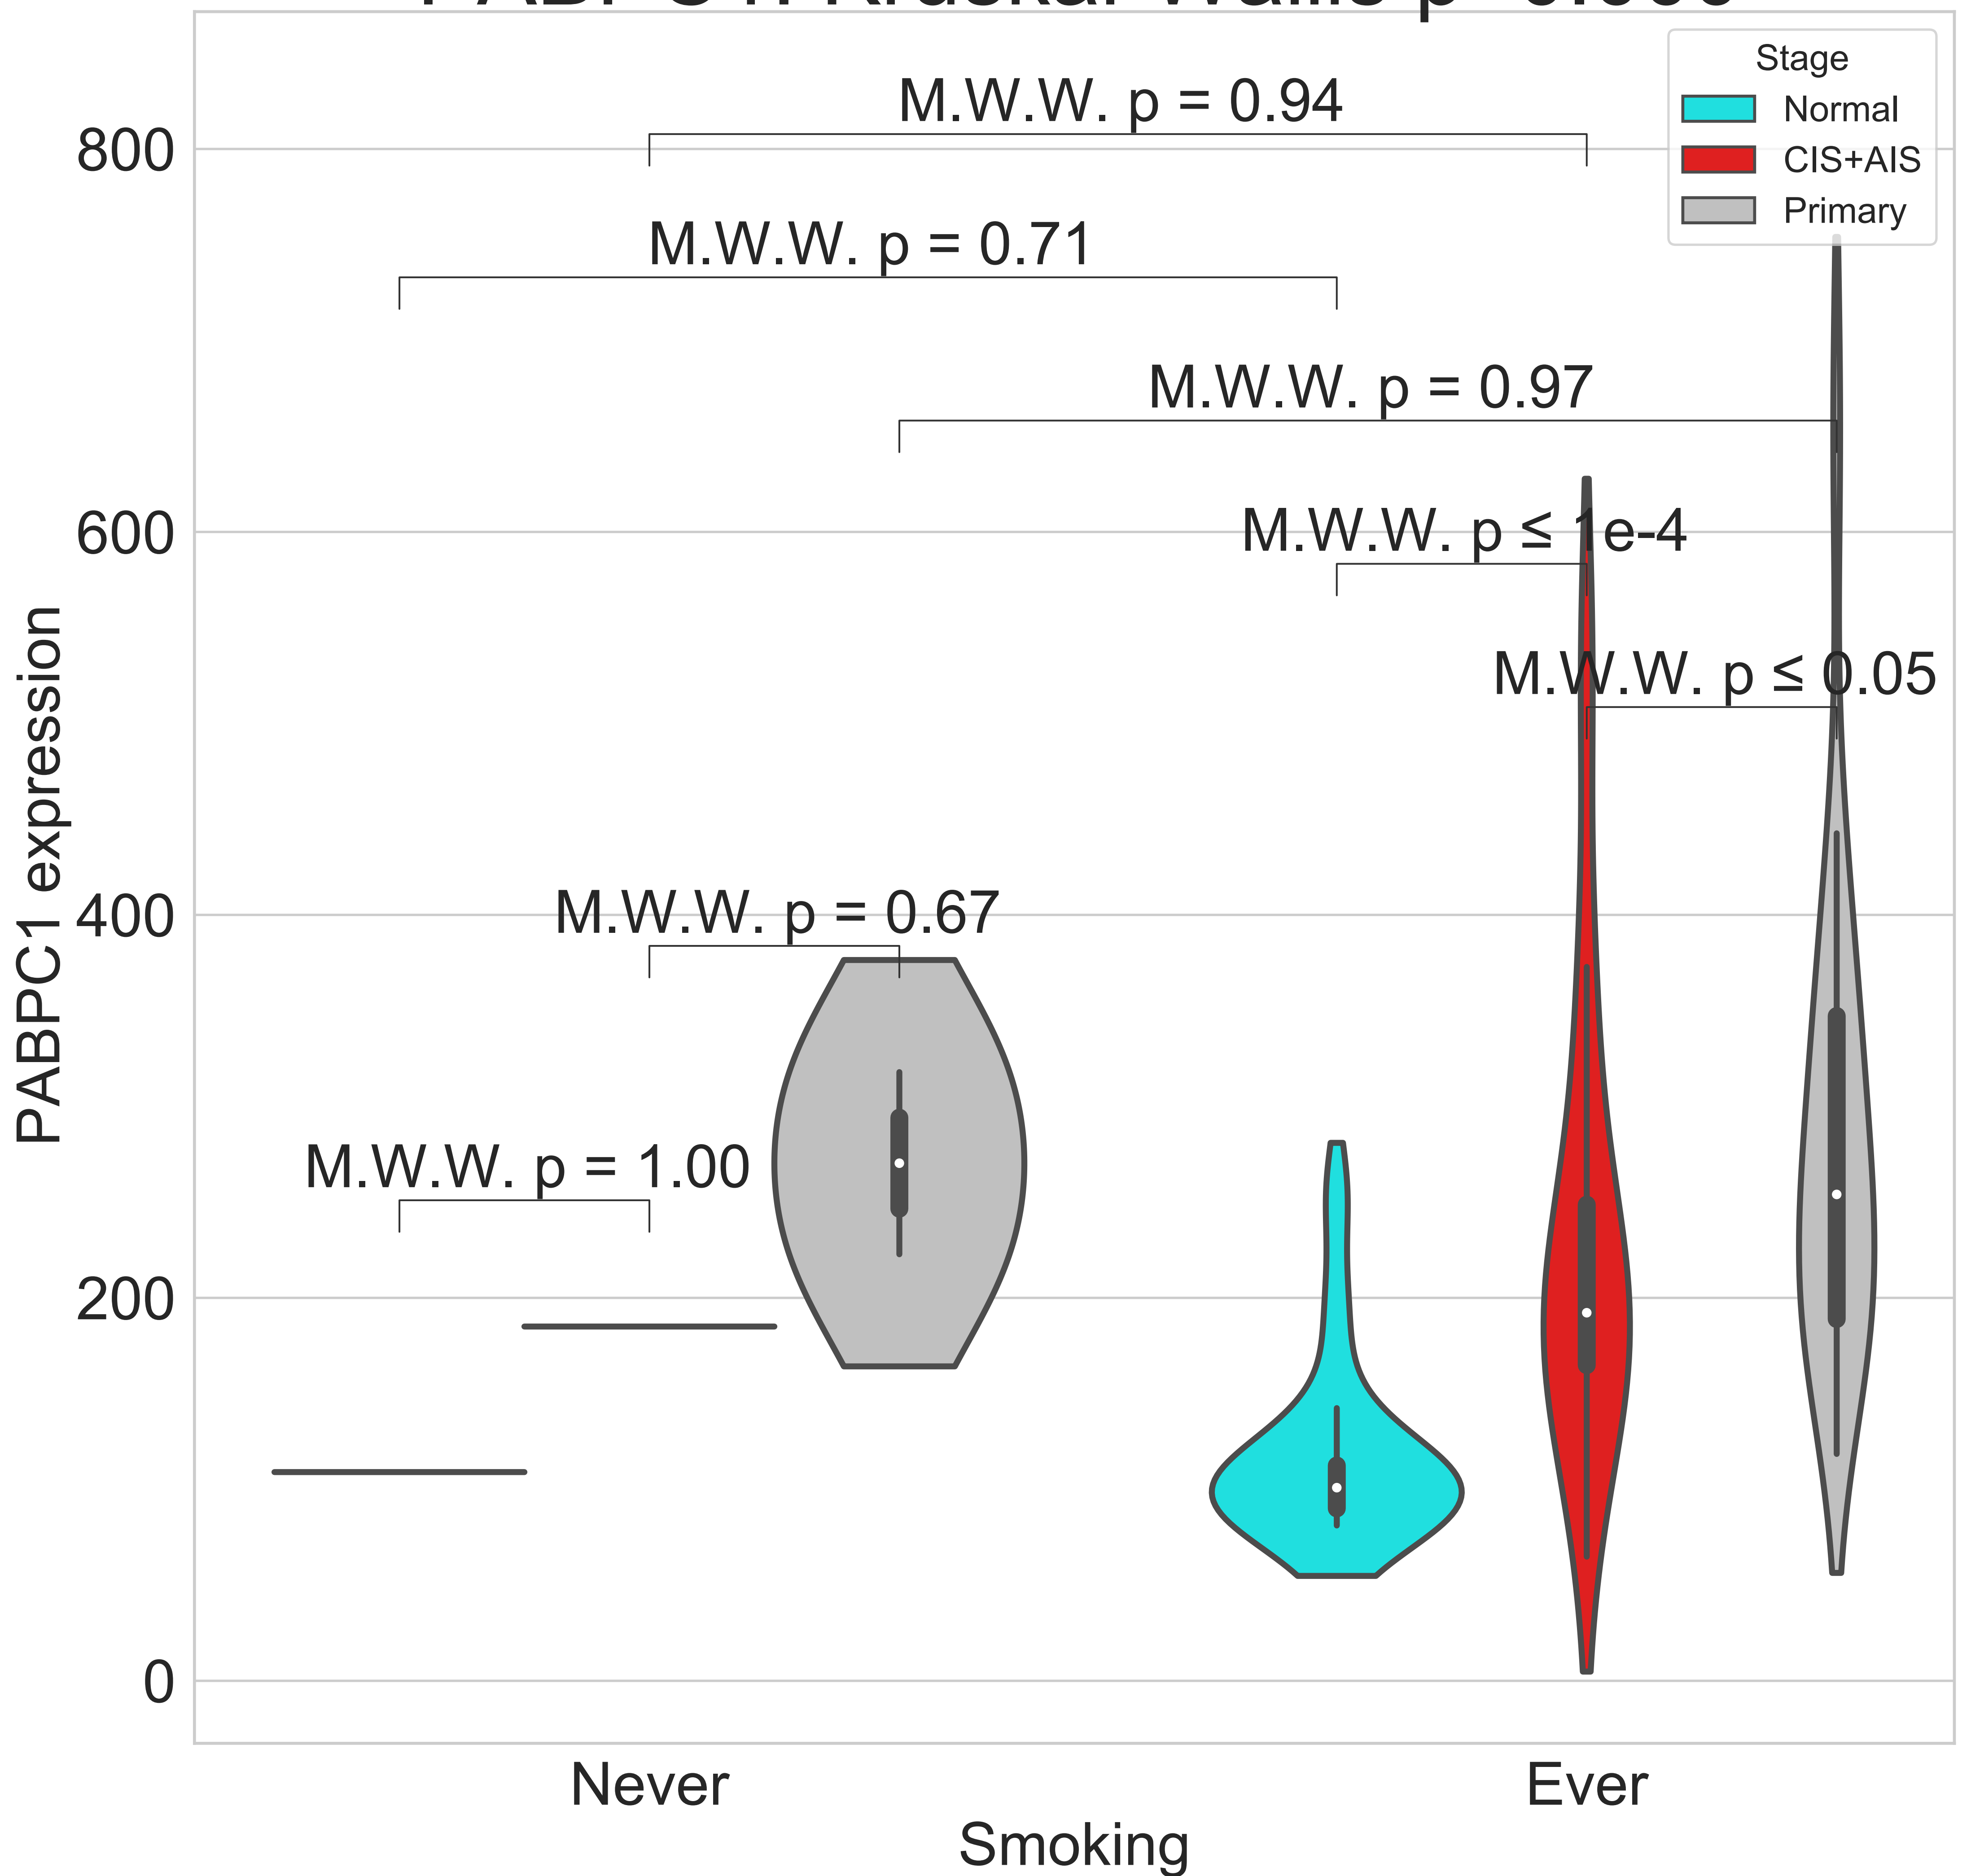 Stage
Normal
CIS+AIS
Primary
M.W.W. p = 0.94
M.W.W. p = 0.71
M.W.W. p = 0.97
M.W.W. p ≤ 1e-4
M.W.W. p ≤ 0.05
M.W.W. p = 0.67
M.W.W. p = 1.00
800
600
400
200
0
PABPC1 expression
Never
Ever
Smoking